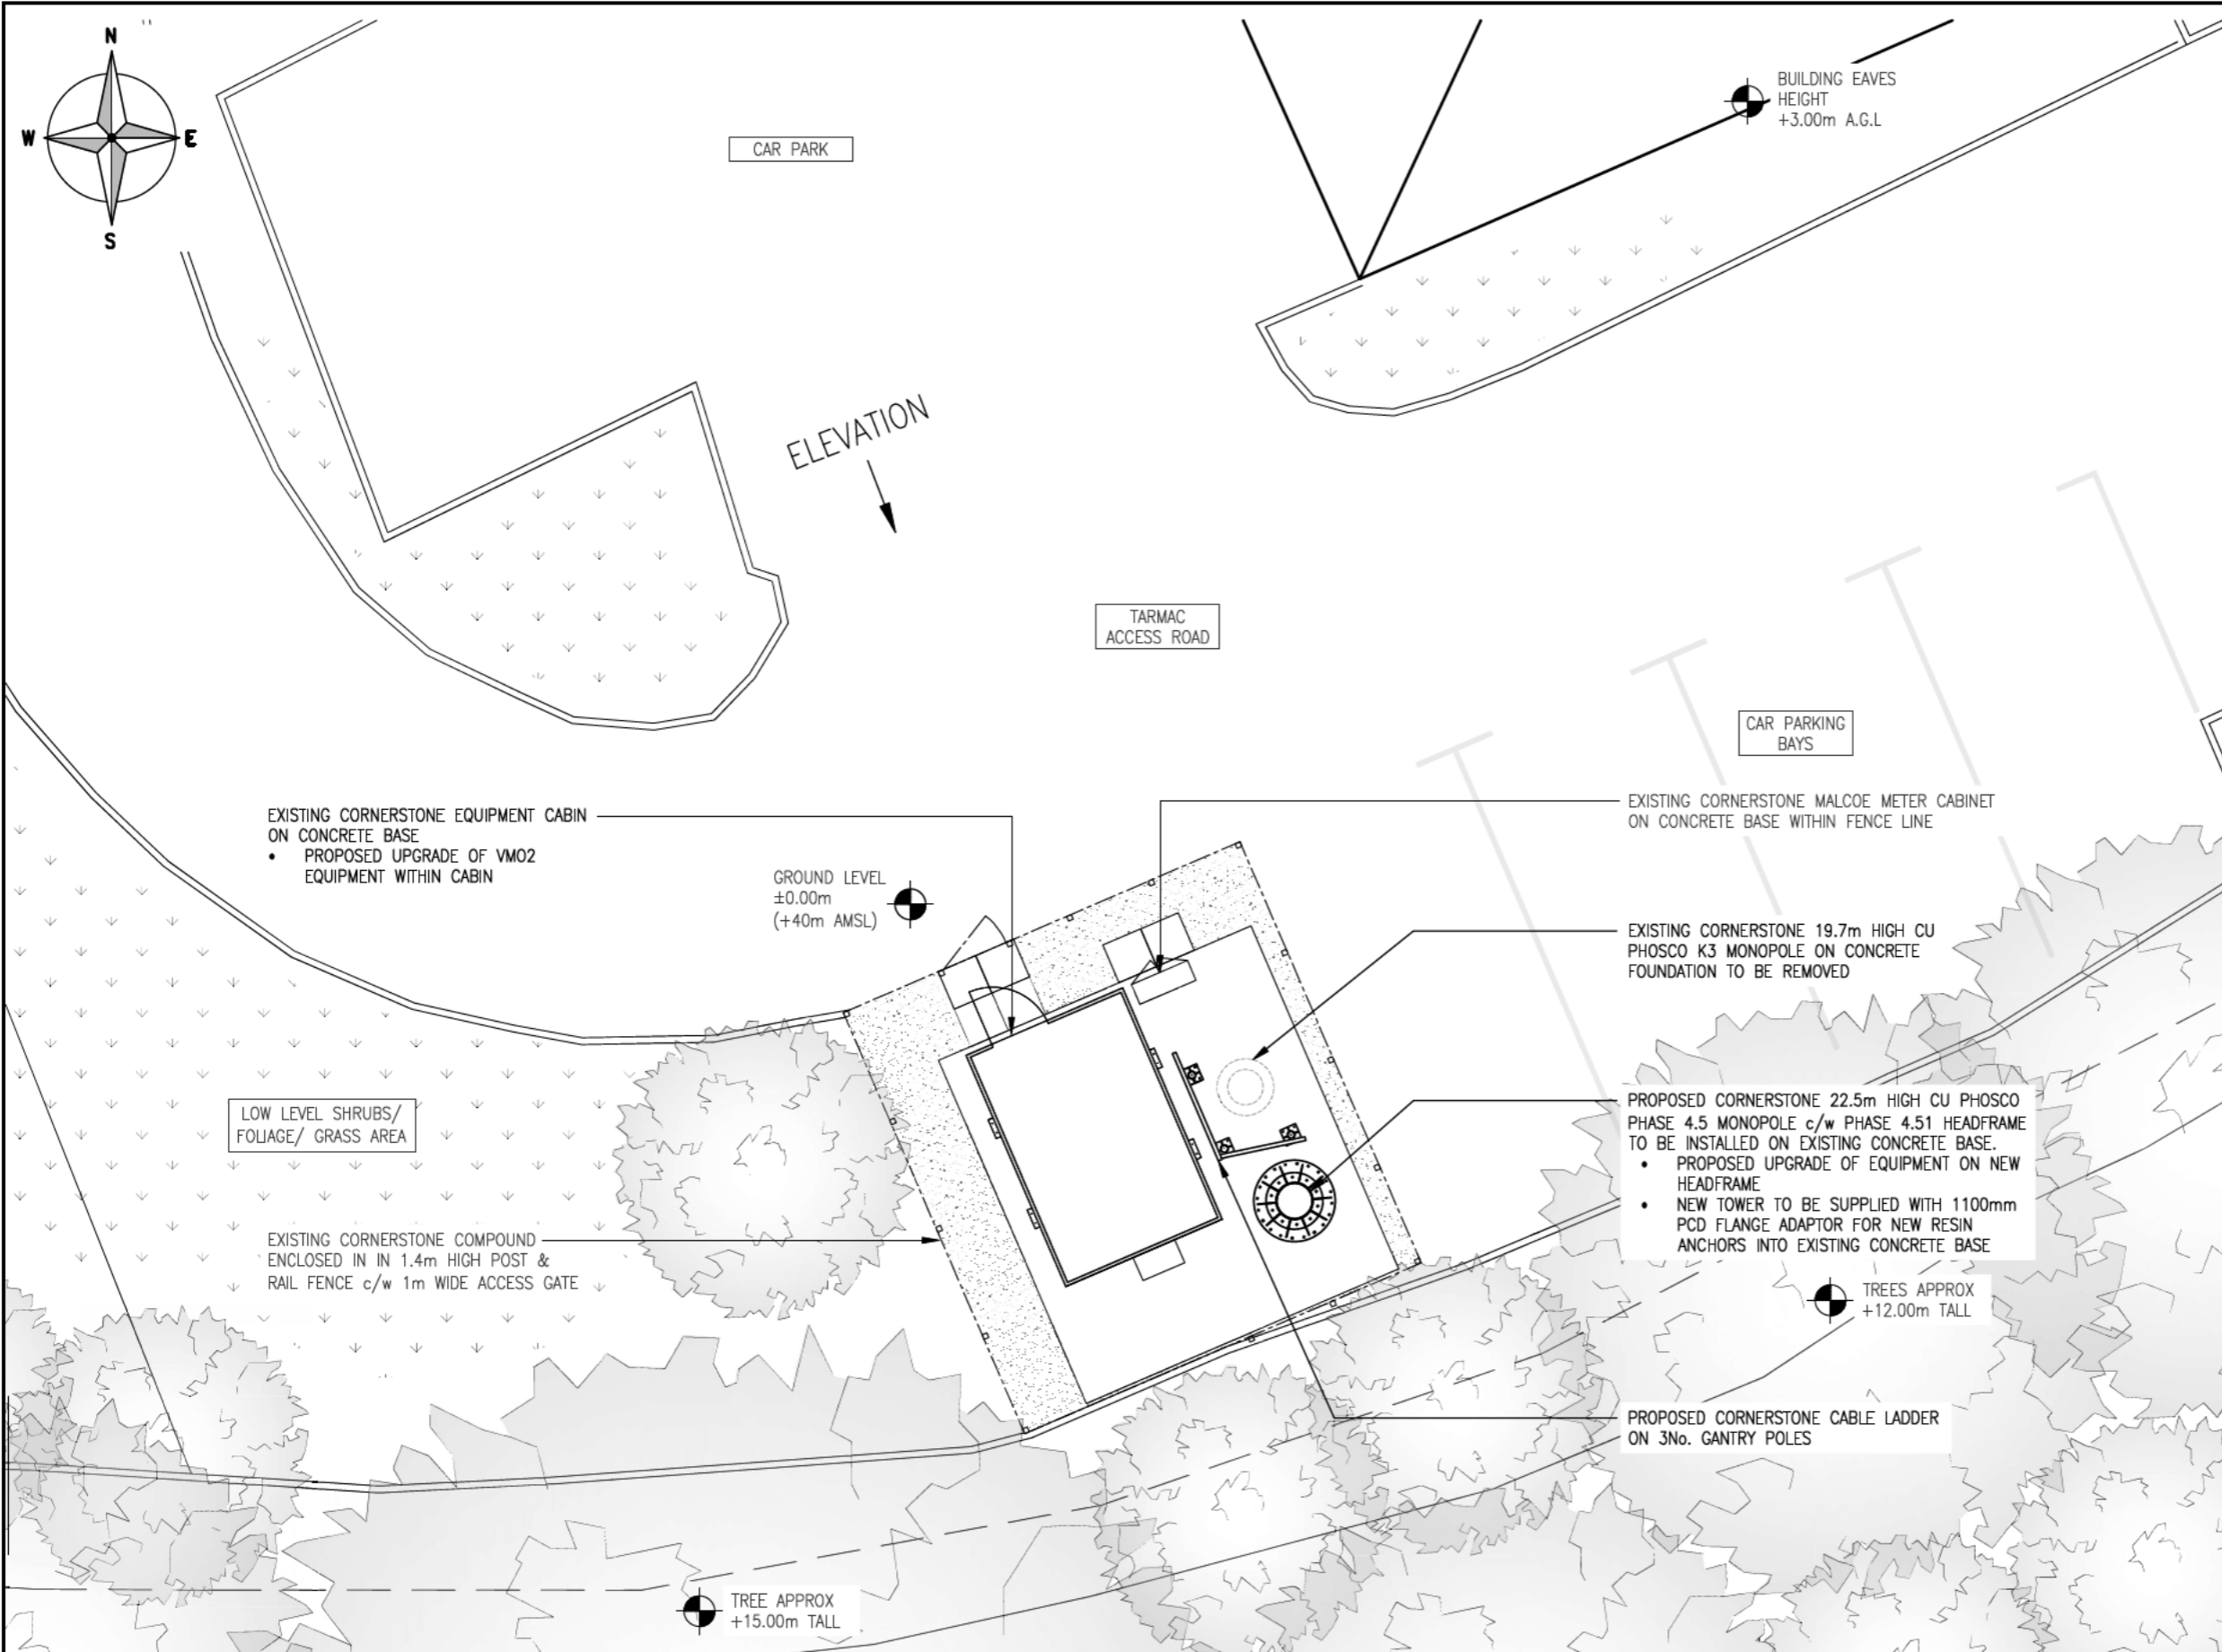 N
W
E
S
CAR PARK
BUILDING EAVES
HEIGHT
+3.00m A.G.L
ELEVATION
TARMAC
ACCESS ROAD
CAR PARKING
BAYS
EXISTING CORNERSTONE EQUIPMENT CABIN
ON CONCRETE BASE
• PROPOSED UPGRADE OF VMO2
EQUIPMENT WITHIN CABIN
GROUND LEVEL
±0.00m
(+40m AMSL)
EXISTING CORNERSTONE MALCOE METER CABINET
ON CONCRETE BASE WITHIN FENCE LINE
EXISTING CORNERSTONE 19.7m HIGH CU
PHOSCO K3 MONOPOLE ON CONCRETE
FOUNDATION TO BE REMOVED
LOW LEVEL SHRUBS/
FOLIAGE/ GRASS AREA
PROPOSED CORNERSTONE 22.5m HIGH CU PHOSCO
PHASE 4.5 MONOPOLE c/w PHASE 4.51 HEADFRAME
TO BE INSTALLED ON EXISTING CONCRETE BASE.
• PROPOSED UPGRADE OF EQUIPMENT ON NEW
HEADFRAME
• NEW TOWER TO BE SUPPLIED WITH 1100mm
PCD FLANGE ADAPTOR FOR NEW RESIN
ANCHORS INTO EXISTING CONCRETE BASE
EXISTING CORNERSTONE COMPOUND
ENCLOSED IN IN 1.4m HIGH POST &
RAIL FENCE c/w 1m WIDE ACCESS GATE
TREES APPROX
+12.00m TALL
PROPOSED CORNERSTONE CABLE LADDER
ON 3No. GANTRY POLES
TREE APPROX
+15.00m TALL